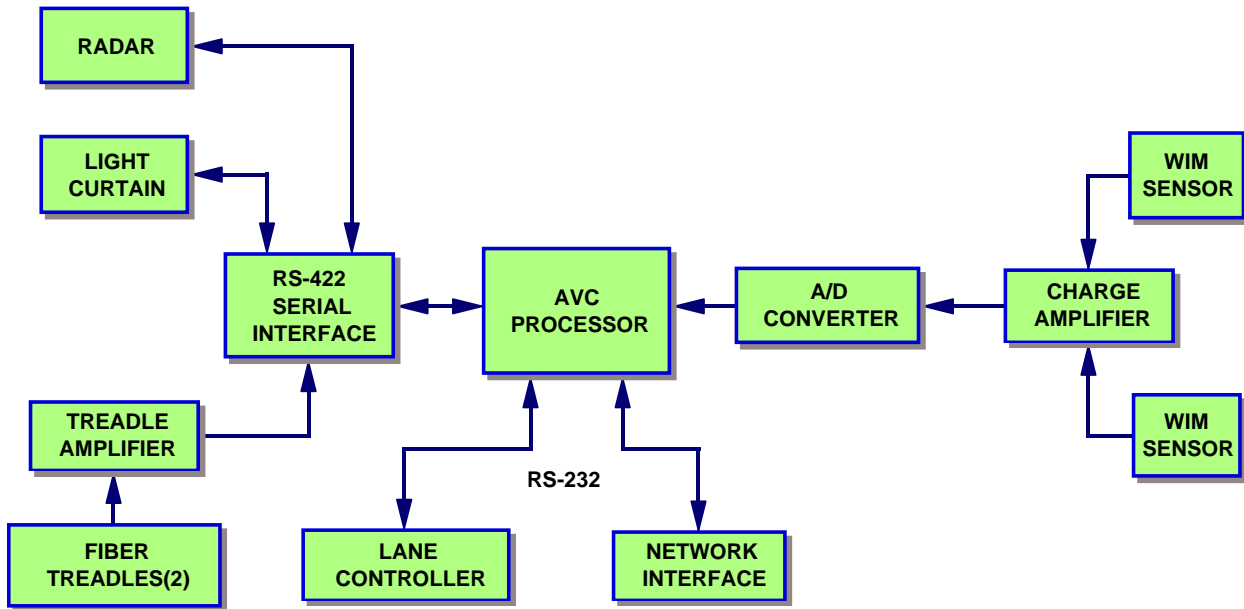 RADAR
LIGHT
CURTAIN
WIM
SENSOR
RS-422
SERIAL
INTERFACE
AVC
PROCESSOR
A/D
CONVERTER
CHARGE
AMPLIFIER
TREADLE
AMPLIFIER
WIM
SENSOR
RS-232
FIBER
TREADLES(2)
LANE
CONTROLLER
NETWORK
INTERFACE